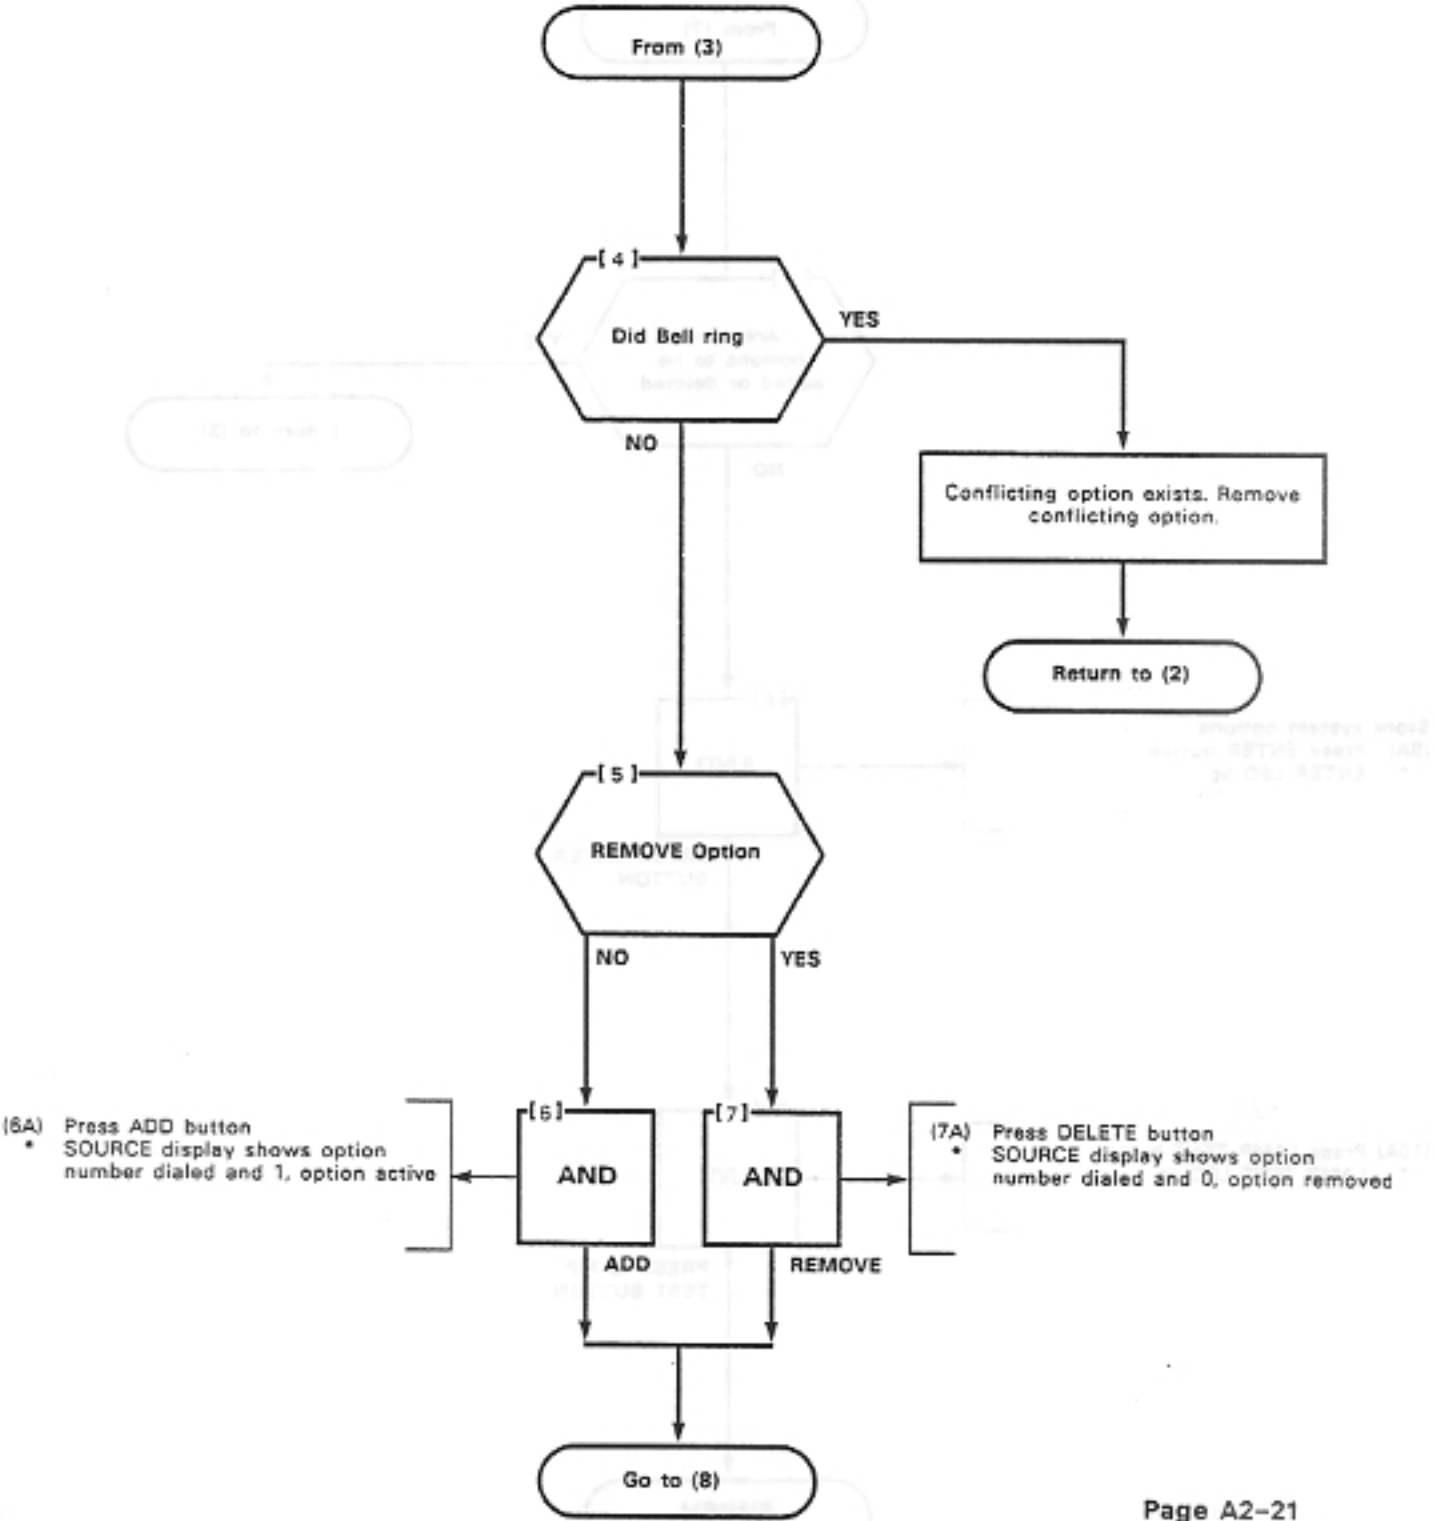 From (3)
[ 4 ]
Did Bell ring
YES
NO
Conflicting option exists. Remove
conflicting option.
Return to (2)
[ 5 ]
REMOVE Option
NO
YES
(6A) Press ADD button
* SOURCE display shows option
number dialed and 1, option active
[6]
AND
ADD
[7]
AND
REMOVE
(7A) Press DELETE button
* SOURCE display shows option
number dialed and 0, option removed
Go to (8)
Page A2-21